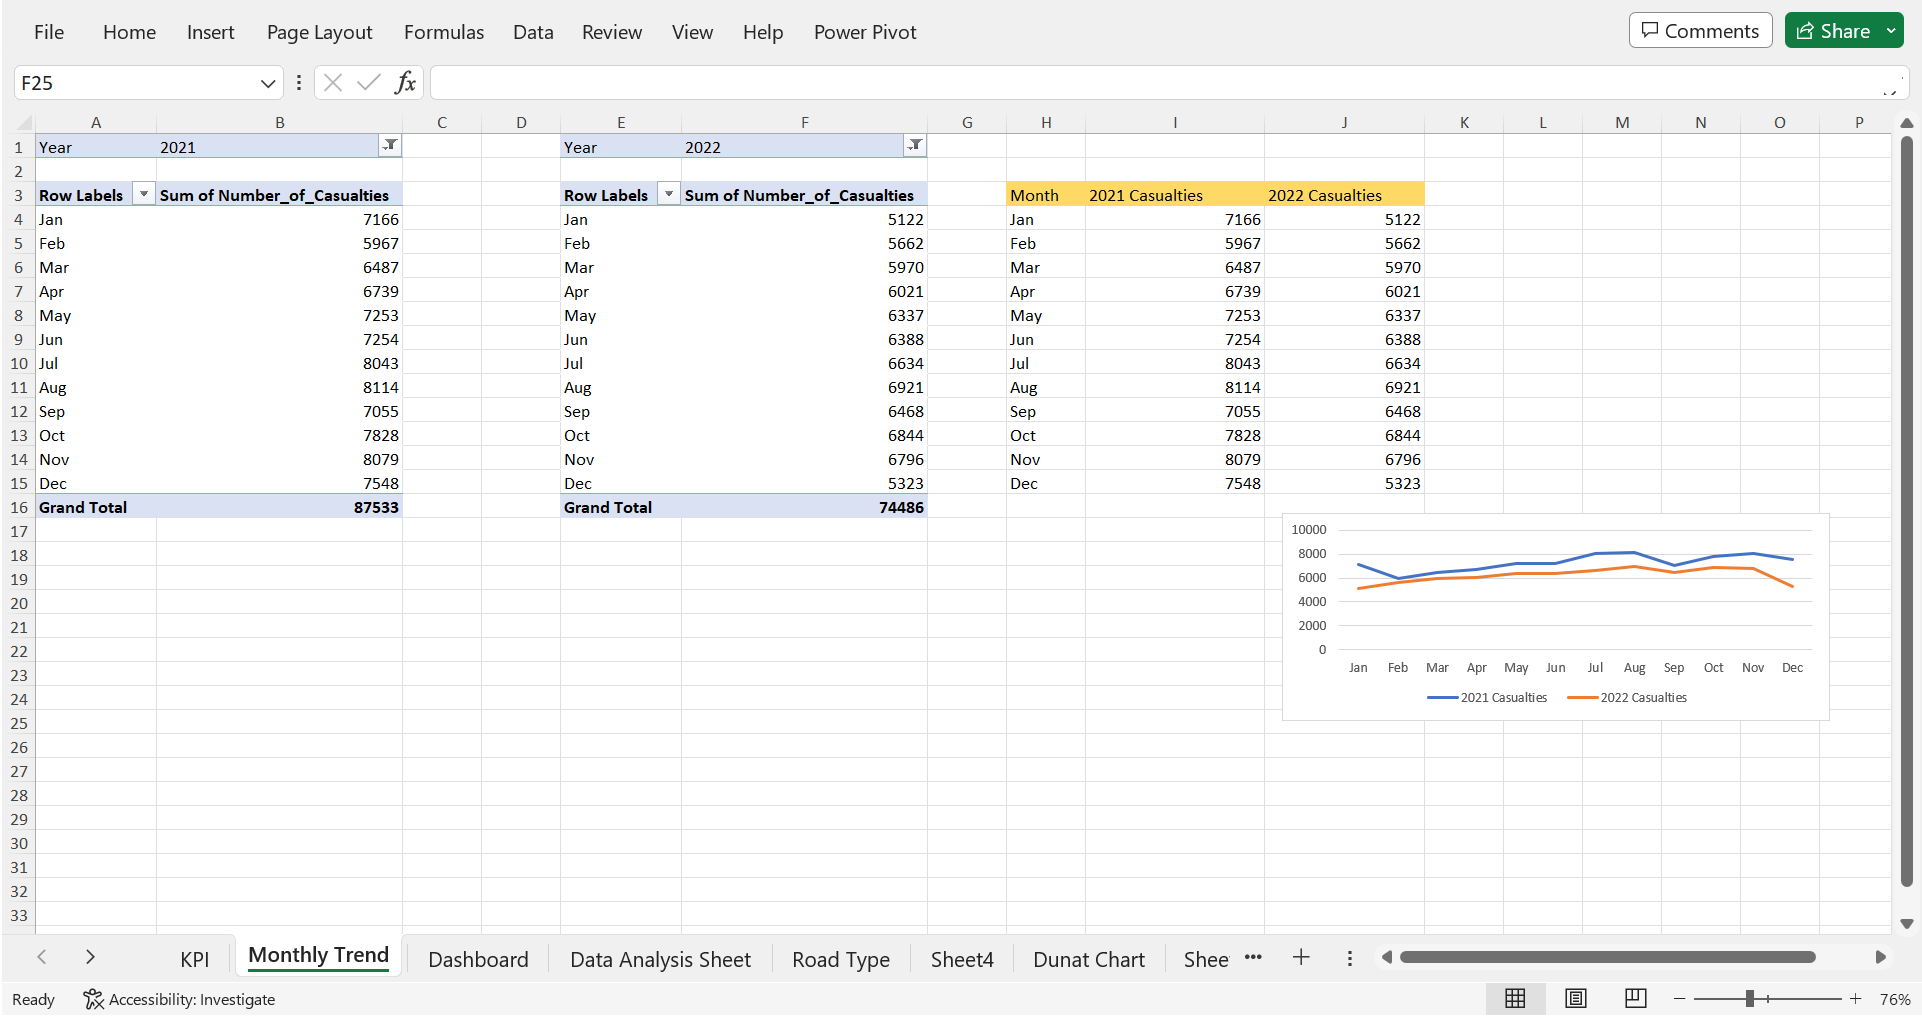 File Home Insert Page Layout Formulas Data Review View Help Power Pivot Comments Share
F25 fx
A B C D E F G H I J K L M N O P
1 Year 2021 Year 2022
2
3 Row Labels Sum of Number_of_Casualties Row Labels Sum of Number_of_Casualties Month 2021 Casualties 2022 Casualties
4 Jan 7166 Jan 5122 Jan 7166 5122
5 Feb 5967 Feb 5662 Feb 5967 5662
6 Mar 6487 Mar 5970 Mar 6487 5970
7 Apr 6739 Apr 6021 Apr 6739 6021
8 May 7253 May 6337 May 7253 6337
9 Jun 7254 Jun 6388 Jun 7254 6388
10 Jul 8043 Jul 6634 Jul 8043 6634
11 Aug 8114 Aug 6921 Aug 8114 6921
12 Sep 7055 Sep 6468 Sep 7055 6468
13 Oct 7828 Oct 6844 Oct 7828 6844
14 Nov 8079 Nov 6796 Nov 8079 6796
15 Dec 7548 Dec 5323 Dec 7548 5323
16 Grand Total 87533 Grand Total 74486
17
18
19
20
21
22
23
24
25
26
27
28
29
30
31
32
33
10000
8000
6000
4000
2000
0
Jan Feb Mar Apr May Jun Jul Aug Sep Oct Nov Dec
2021 Casualties 2022 Casualties
KPI Monthly Trend Dashboard Data Analysis Sheet Road Type Sheet4 Dunat Chart Shee
Ready Accessibility: Investigate 76%